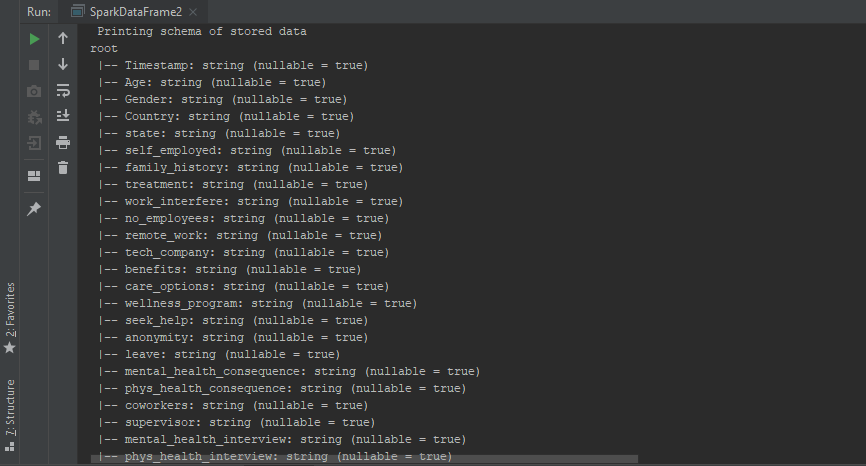 Run: SparkDataFrame2
Printing schema of stored data
root
|-- Timestamp: string (nullable = true)
|-- Age: string (nullable = true)
|-- Gender: string (nullable = true)
|-- Country: string (nullable = true)
|-- state: string (nullable = true)
|-- self_employed: string (nullable = true)
|-- family_history: string (nullable = true)
|-- treatment: string (nullable = true)
|-- work_interfere: string (nullable = true)
|-- no_employees: string (nullable = true)
|-- remote_work: string (nullable = true)
|-- tech_company: string (nullable = true)
|-- benefits: string (nullable = true)
|-- care_options: string (nullable = true)
|-- wellness_program: string (nullable = true)
|-- seek_help: string (nullable = true)
|-- anonymity: string (nullable = true)
|-- leave: string (nullable = true)
|-- mental_health_consequence: string (nullable = true)
|-- phys_health_consequence: string (nullable = true)
|-- coworkers: string (nullable = true)
|-- supervisor: string (nullable = true)
|-- mental_health_interview: string (nullable = true)
|-- phys_health_interview: string (nullable = true)
2: Favorites
7: Structure